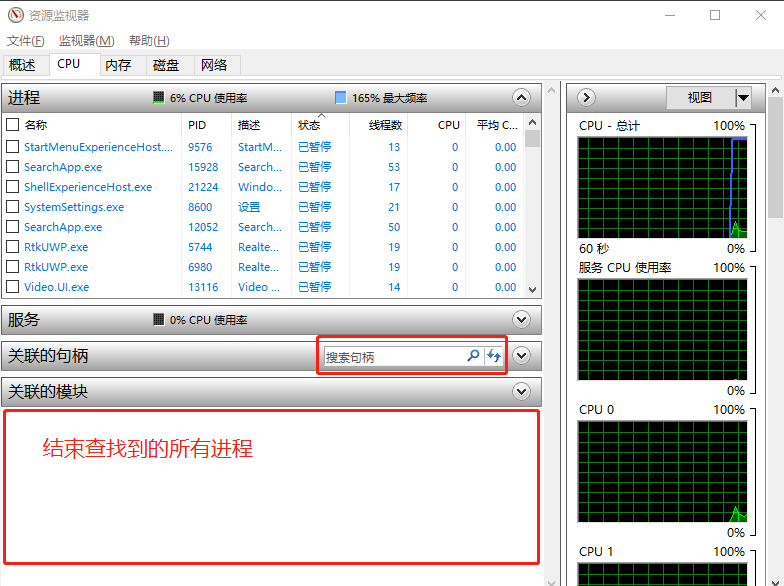 资源监视器
文件(F) 监视器(M) 帮助(H)
概述 CPU 内存 磁盘 网络
进程 6% CPU 使用率 165% 最大频率
名称 PID 描述 状态 线程数 CPU 平均 C...
StartMenuExperienceHost.... 9576 StartM... 已暂停 13 0 0.00
SearchApp.exe 15928 Search... 已暂停 53 0 0.00
ShellExperienceHost.exe 21224 Windo... 已暂停 17 0 0.00
SystemSettings.exe 8600 设置 已暂停 21 0 0.00
SearchApp.exe 12052 Search... 已暂停 50 0 0.00
RtkUWP.exe 5744 Realte... 已暂停 19 0 0.00
RtkUWP.exe 6980 Realte... 已暂停 19 0 0.00
Video.UI.exe 13116 Video ... 已暂停 14 0 0.00
服务 0% CPU 使用率
关联的句柄 搜索句柄
关联的模块
结束查找到的所有进程
视图
CPU - 总计 100%
60 秒 0%
服务 CPU 使用率 100%
0%
CPU 0 100%
0%
CPU 1 100%